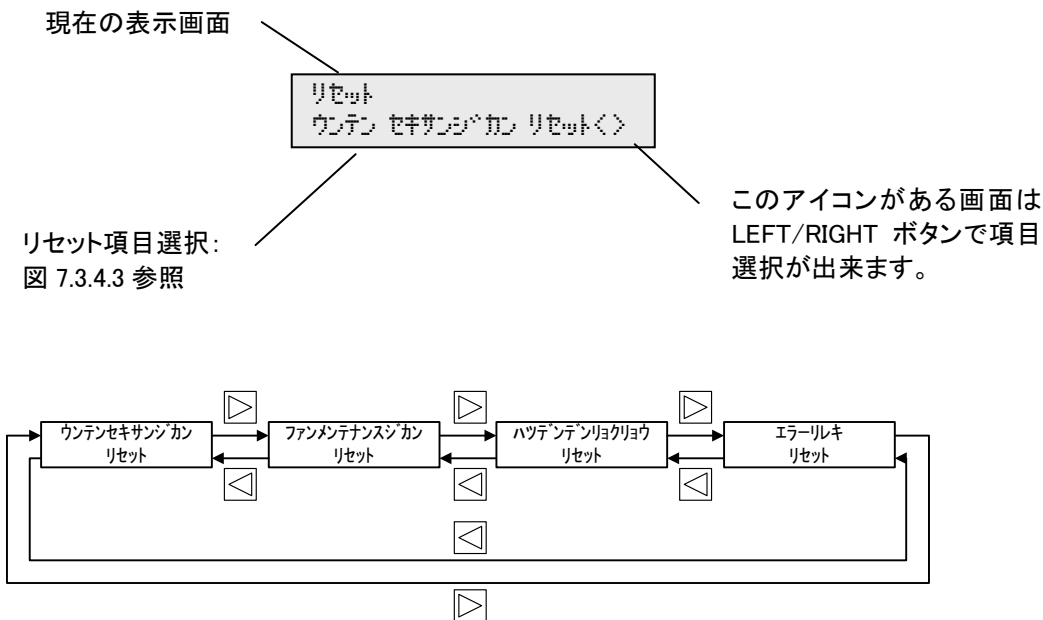 現在の表示画面
リセット
ウンテン セキサンジカン リセット< >
このアイコンがある画面は
LEFT/RIGHT ボタンで項目
選択が出来ます。
リセット項目選択:
図 7.3.4.3 参照
ウンテンセキサンジカン
リセット
ファンメンテナンスジカン
リセット
ハツデンデンリョクリョウ
リセット
エラーリレキ
リセット